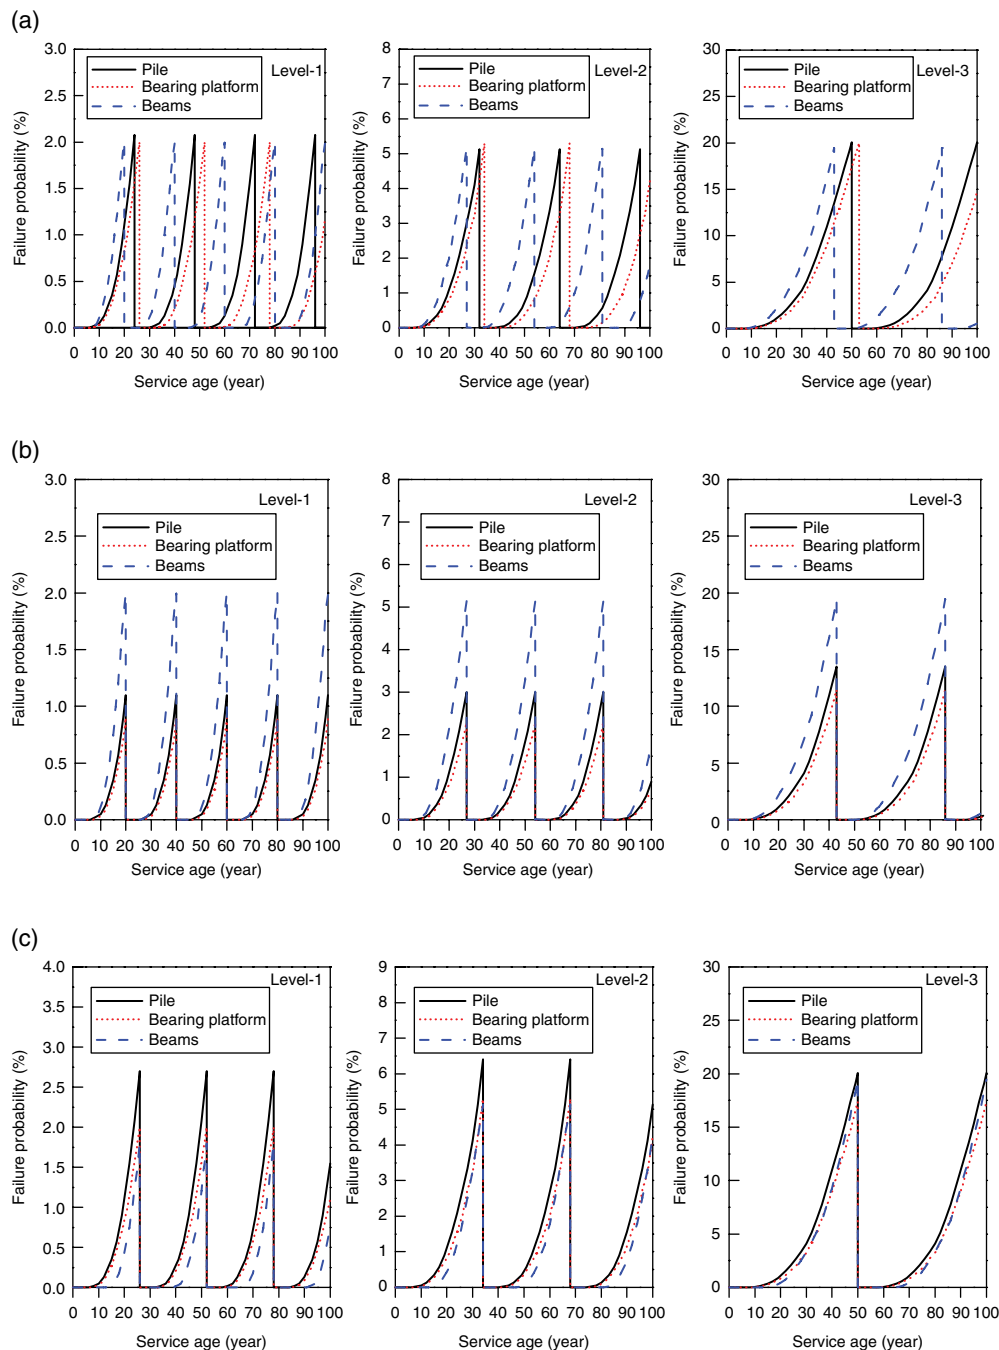 (a)
3.0
2.5
2.0
1.5
1.0
0.5
0.0
Failure probability (%)
Pile
Bearing platform
Beams
Level-1
0 10 20 30 40 50 60 70 80 90 100
Service age (year)
8
7
6
5
4
3
2
1
0
Failure probability (%)
Pile
Bearing platform
Beams
Level-2
0 10 20 30 40 50 60 70 80 90 100
Service age (year)
30
25
20
15
10
5
0
Failure probability (%)
Pile
Bearing platform
Beams
Level-3
0 10 20 30 40 50 60 70 80 90 100
Service age (year)
(b)
3.0
2.5
2.0
1.5
1.0
0.5
0.0
Failure probability (%)
Level-1
Pile
Bearing platform
Beams
0 10 20 30 40 50 60 70 80 90 100
Service age (year)
8
7
6
5
4
3
2
1
0
Failure probability (%)
Level-2
Pile
Bearing platform
Beams
0 10 20 30 40 50 60 70 80 90 100
Service age (year)
30
25
20
15
10
5
0
Failure probability (%)
Level-3
Pile
Bearing platform
Beams
0 10 20 30 40 50 60 70 80 90 100
Service age (year)
(c)
4.0
3.5
3.0
2.5
2.0
1.5
1.0
0.5
0.0
Failure probability (%)
Level-1
Pile
Bearing platform
Beams
0 10 20 30 40 50 60 70 80 90 100
Service age (year)
9
8
7
6
5
4
3
2
1
0
Failure probability (%)
Level-2
Pile
Bearing platform
Beams
0 10 20 30 40 50 60 70 80 90 100
Service age (year)
30
25
20
15
10
5
0
Failure probability (%)
Level-3
Pile
Bearing platform
Beams
0 10 20 30 40 50 60 70 80 90 100
Service age (year)